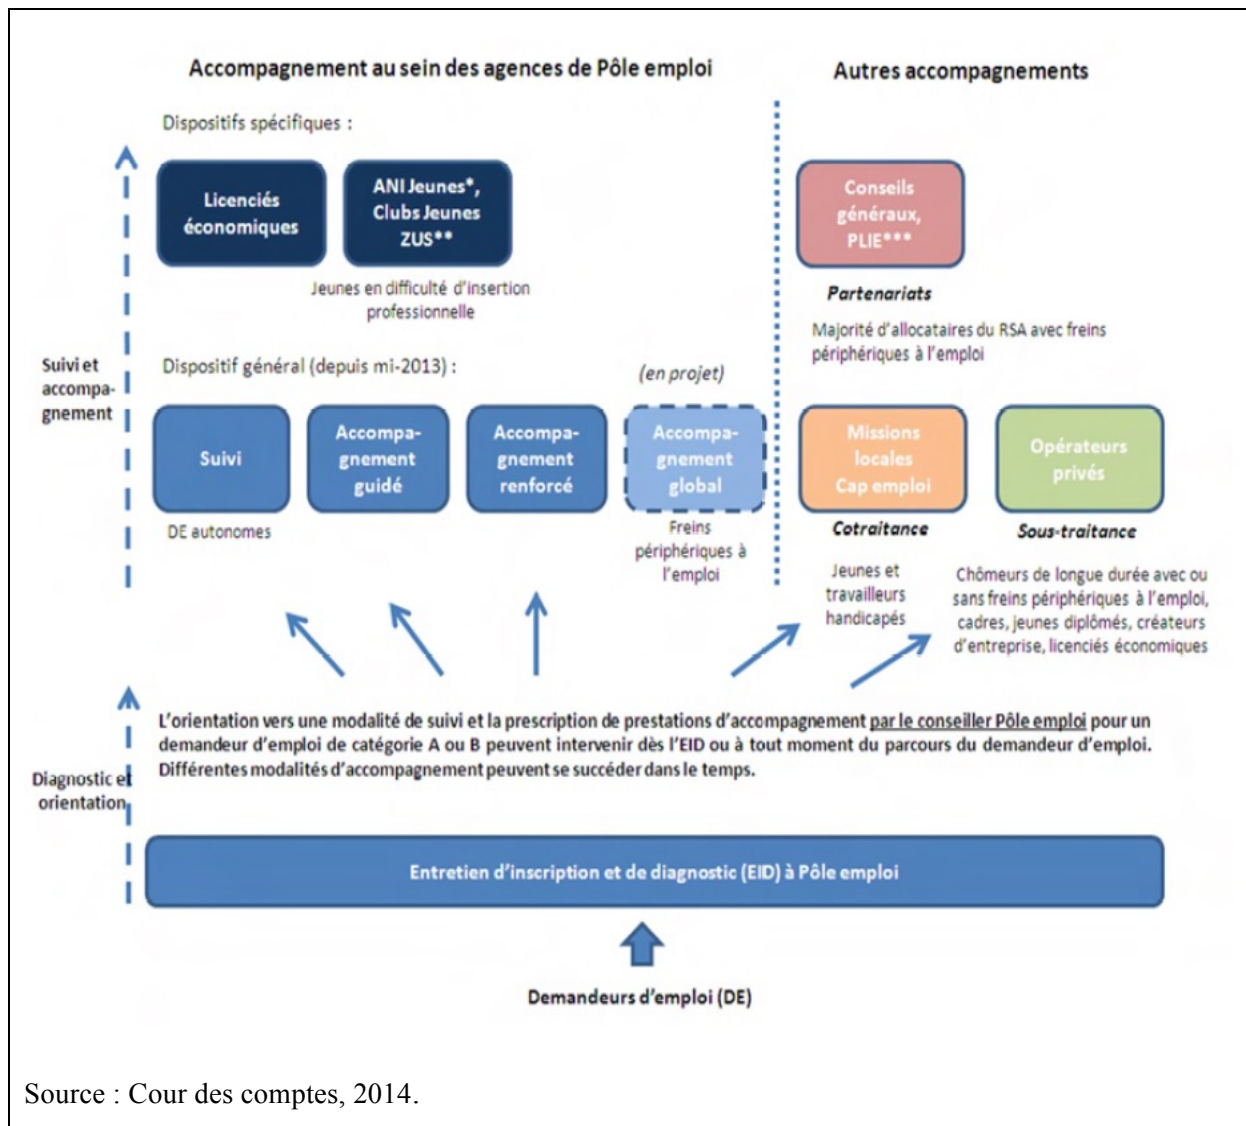 Accompagnement au sein des agences de Pôle emploi
Autres accompagnements
Dispositifs spécifiques :
Licenciés
économiques
ANI Jeunes*,
Clubs Jeunes
ZUS**
Jeunes en difficulté d'insertion
professionnelle
Conseils
généraux,
PLIE***
Partenariats
Majorité d'allocataires du RSA avec freins
périphériques à l'emploi
Suivi et
accompa-
gnement
Dispositif général (depuis mi-2013) :
(en projet)
Suivi
DE autonomes
Accompa-
gnement
guidé
Accompa-
gnement
renforcé
Accompa-
gnement
global
Freins
périphériques à
l'emploi
Missions
locales
Cap emploi
Cotraitance
Jeunes et
travailleurs
handicapés
Opérateurs
privés
Sous-traitance
Chômeurs de longue durée avec ou
sans freins périphériques à l'emploi,
cadres, jeunes diplômés, créateurs
d'entreprise, licenciés économiques
Diagnostic et
orientation
L'orientation vers une modalité de suivi et la prescription de prestations d'accompagnement par le conseiller Pôle emploi pour un
demandeur d'emploi de catégorie A ou B peuvent intervenir dès l'EID ou à tout moment du parcours du demandeur d'emploi.
Différentes modalités d'accompagnement peuvent se succéder dans le temps.
Entretien d'inscription et de diagnostic (EID) à Pôle emploi
Demandeurs d'emploi (DE)
Source : Cour des comptes, 2014.